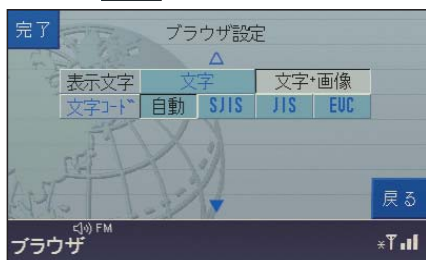 完了
ブラウザ設定
表示文字 文字 文字+画像
文字ｺｰﾄﾞ 自動 SJIS JIS EUC
戻る
FM
ブラウザ